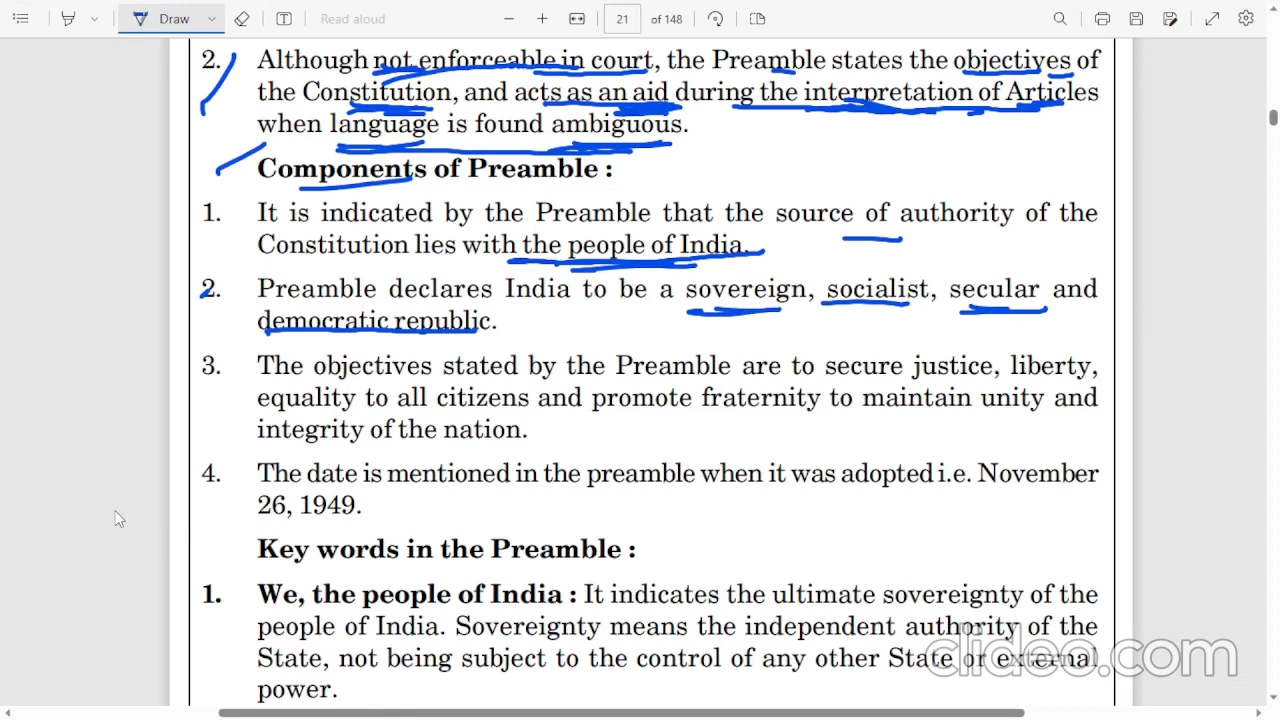 Draw
Read aloud
21 of 148
2. Although not enforceable in court, the Preamble states the objectives of
the Constitution, and acts as an aid during the interpretation of Articles
when language is found ambiguous.
Components of Preamble :
1. It is indicated by the Preamble that the source of authority of the
Constitution lies with the people of India.
2. Preamble declares India to be a sovereign, socialist, secular and
democratic republic.
3. The objectives stated by the Preamble are to secure justice, liberty,
equality to all citizens and promote fraternity to maintain unity and
integrity of the nation.
4. The date is mentioned in the preamble when it was adopted i.e. November
26, 1949.
Key words in the Preamble :
1. We, the people of India : It indicates the ultimate sovereignty of the
people of India. Sovereignty means the independent authority of the
State, not being subject to the control of any other State or external
power.
clideo.com